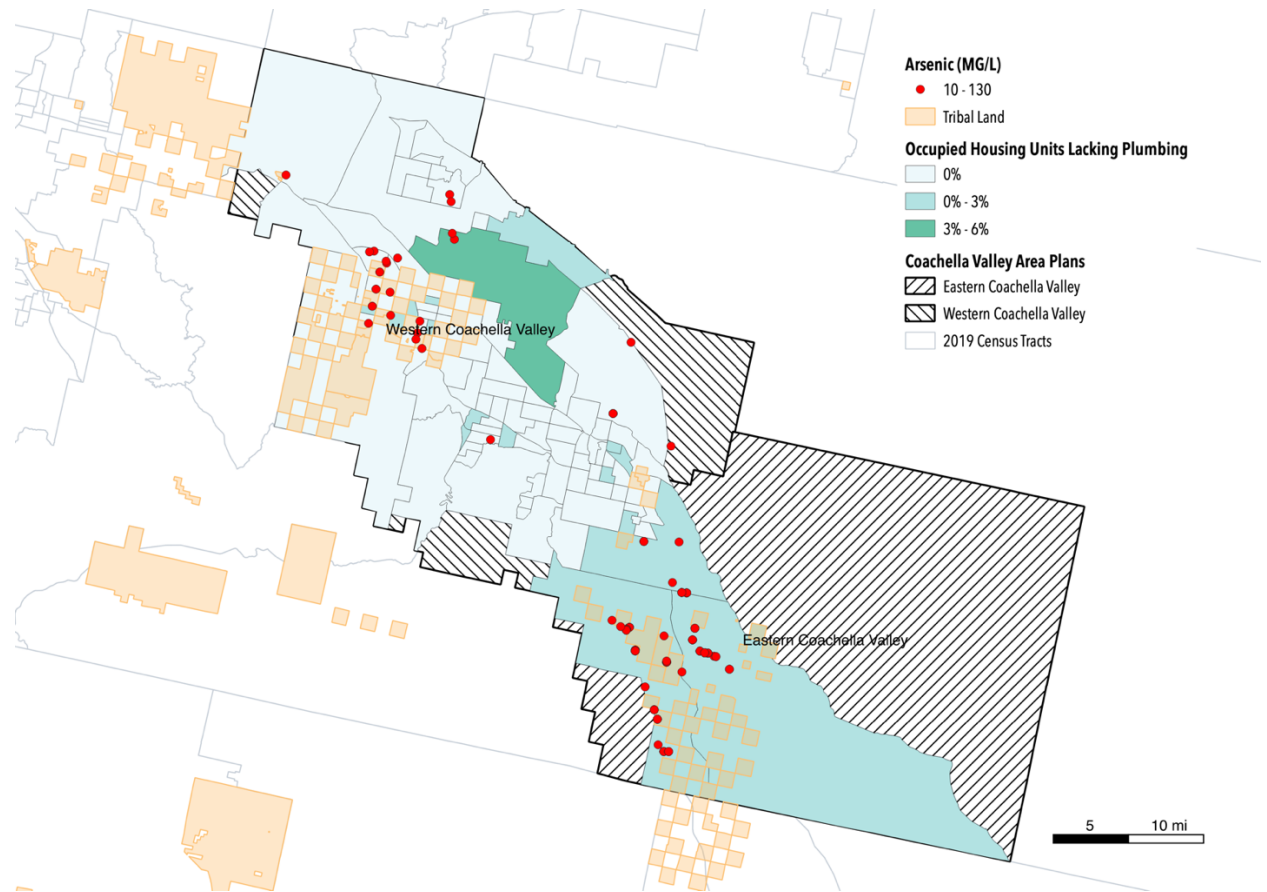 Arsenic (MG/L)
10 - 130
Tribal Land
Occupied Housing Units Lacking Plumbing
0%
0% - 3%
3% - 6%
Coachella Valley Area Plans
Eastern Coachella Valley
Western Coachella Valley
2019 Census Tracts
Western Coachella Valley
Eastern Coachella Valley
5 10 mi